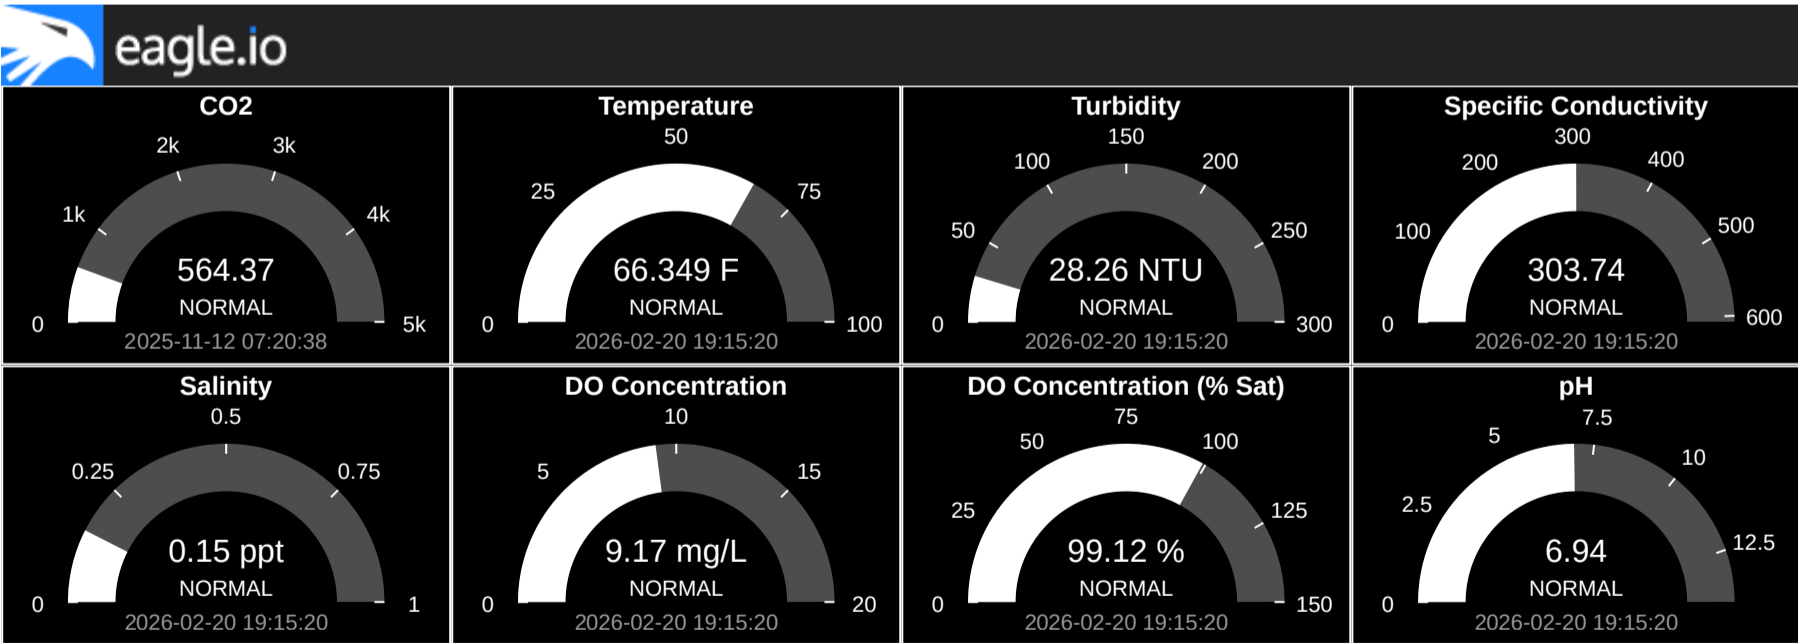 eagle.io
CO2
2k
3k
1k
4k
564.37
NORMAL
0
5k
2025-11-12 07:20:38
Temperature
50
25
75
66.349 F
NORMAL
0
100
2026-02-20 19:15:20
Turbidity
150
100
200
50
250
28.26 NTU
NORMAL
0
300
2026-02-20 19:15:20
Specific Conductivity
300
200
400
100
500
303.74
NORMAL
0
600
2026-02-20 19:15:20
Salinity
0.5
0.25
0.75
0.15 ppt
NORMAL
0
1
2026-02-20 19:15:20
DO Concentration
10
5
15
9.17 mg/L
NORMAL
0
20
2026-02-20 19:15:20
DO Concentration (% Sat)
75
50
100
25
125
99.12 %
NORMAL
0
150
2026-02-20 19:15:20
pH
7.5
5
10
2.5
12.5
6.94
NORMAL
0
2026-02-20 19:15:20